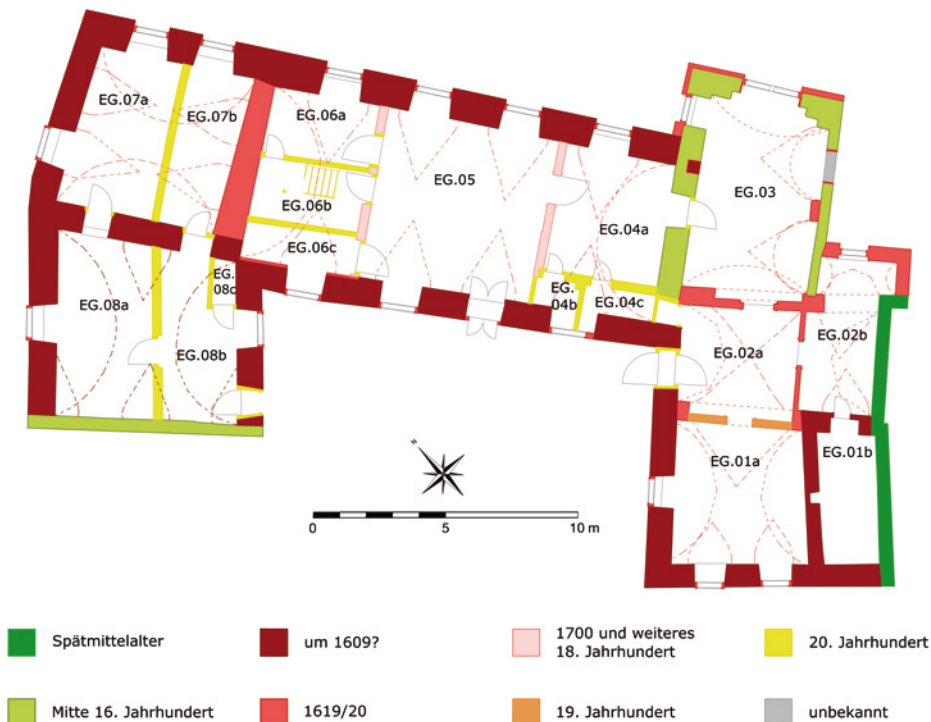 EG.07a
EG.07b
EG.06a
EG.06b
EG.06c
EG.05
EG.04a
EG.
04b
EG.04c
EG.03
EG.08a
EG.
08c
EG.08b
EG.02a
EG.02b
EG.01a
EG.01b
N
0 5 10 m
Spätmittelalter
um 1609?
1700 und weiteres
18. Jahrhundert
20. Jahrhundert
Mitte 16. Jahrhundert
1619/20
19. Jahrhundert
unbekannt